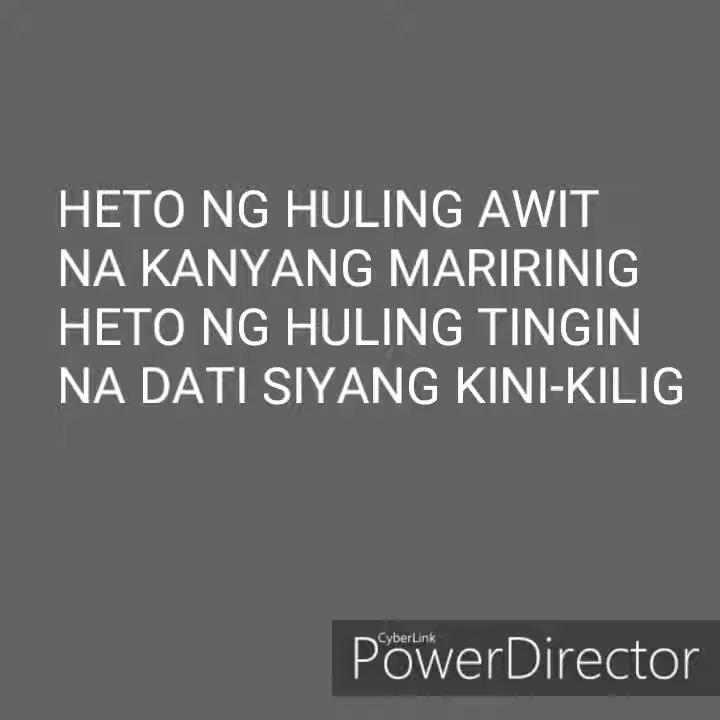 HETO NG HULING AWIT
NA KANYANG MARIRINIG
HETO NG HULING TINGIN
NA DATI SIYANG KINI-KILIG
CyberLink
PowerDirector